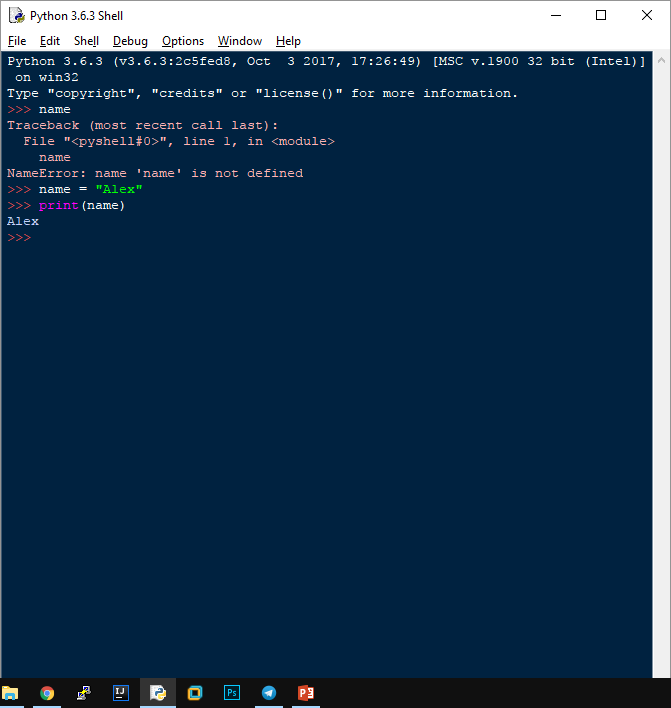 Python 3.6.3 Shell
File Edit Shell Debug Options Window Help
Python 3.6.3 (v3.6.3:2c5fed8, Oct  3 2017, 17:26:49) [MSC v.1900 32 bit (Intel)]
 on win32
Type "copyright", "credits" or "license()" for more information.
>>> name
Traceback (most recent call last):
  File "<pyshell#0>", line 1, in <module>
    name
NameError: name 'name' is not defined
>>> name = "Alex"
>>> print(name)
Alex
>>>
IJ Ps P